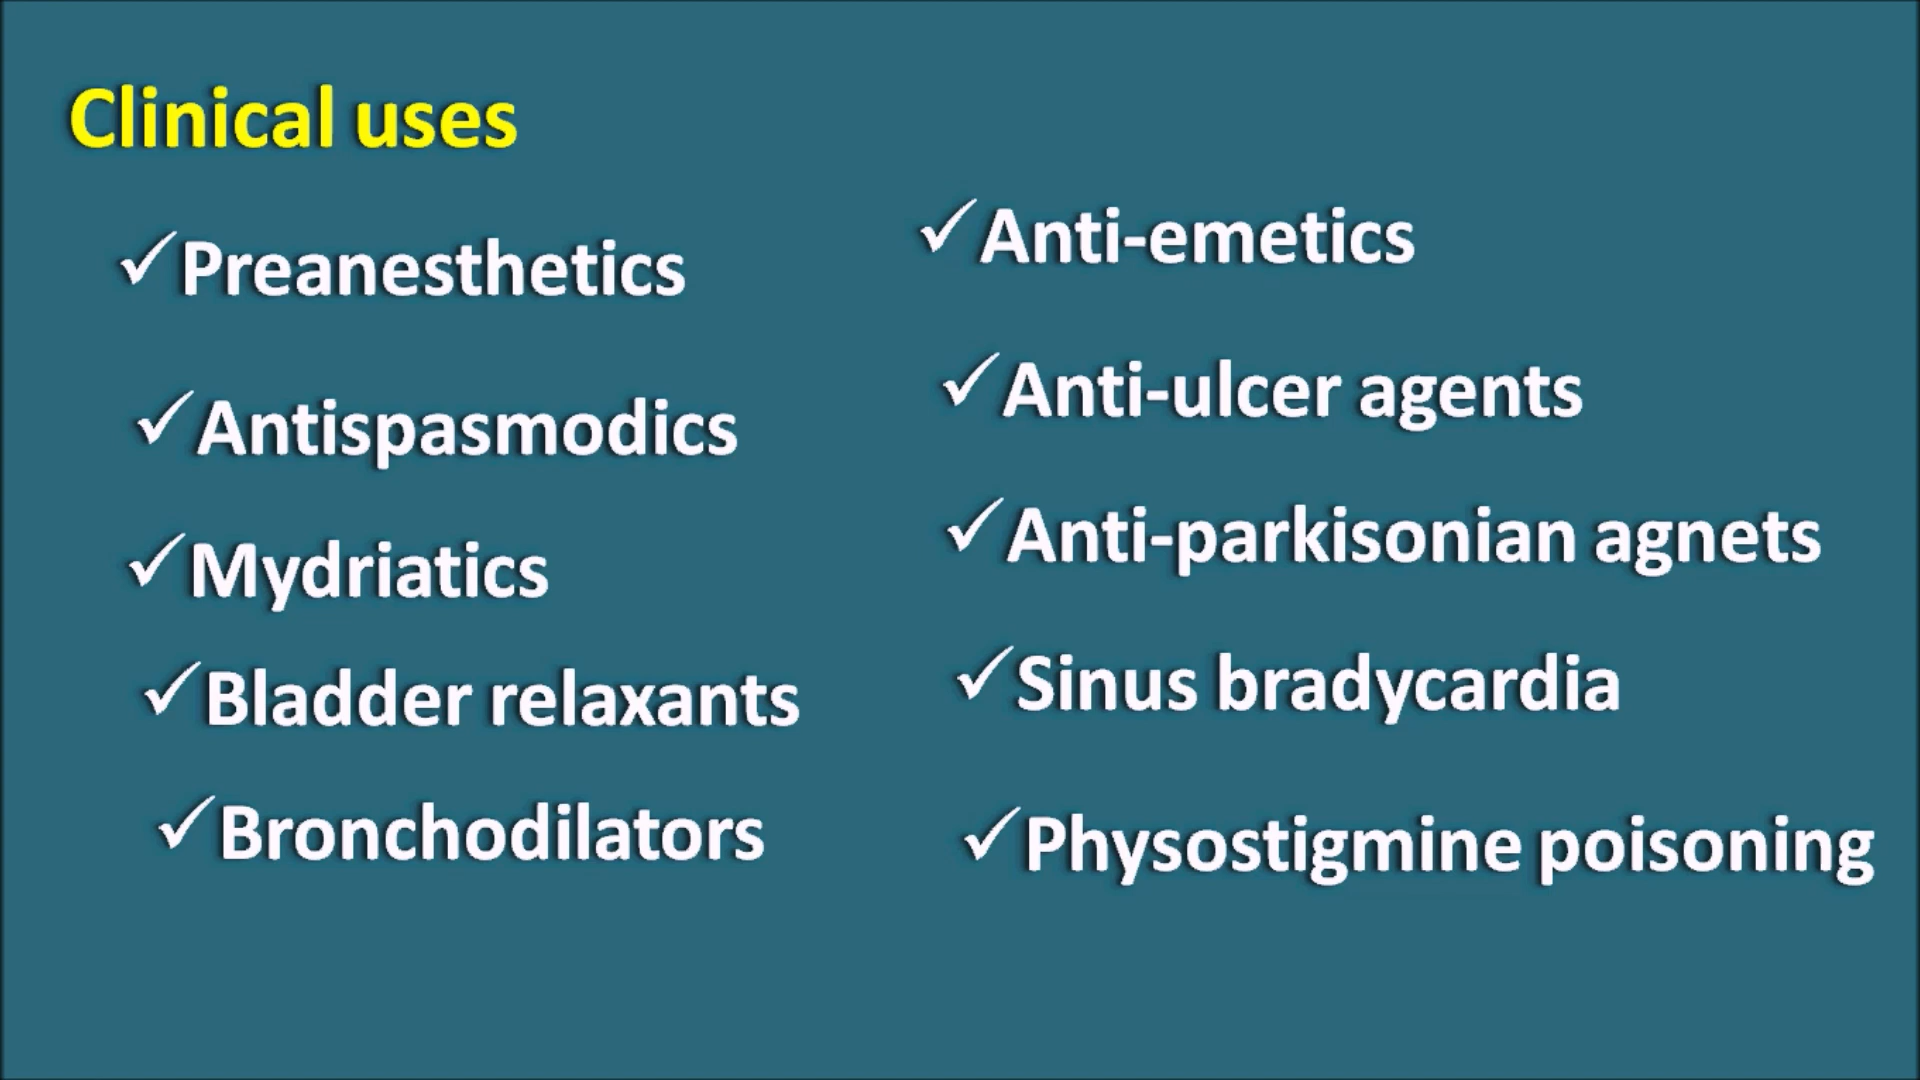 Clinical uses
✓Preanesthetics
✓Antispasmodics
✓Mydriatics
✓Bladder relaxants
✓Bronchodilators
✓Anti-emetics
✓Anti-ulcer agents
✓Anti-parkisonian agnets
✓Sinus bradycardia
✓Physostigmine poisoning